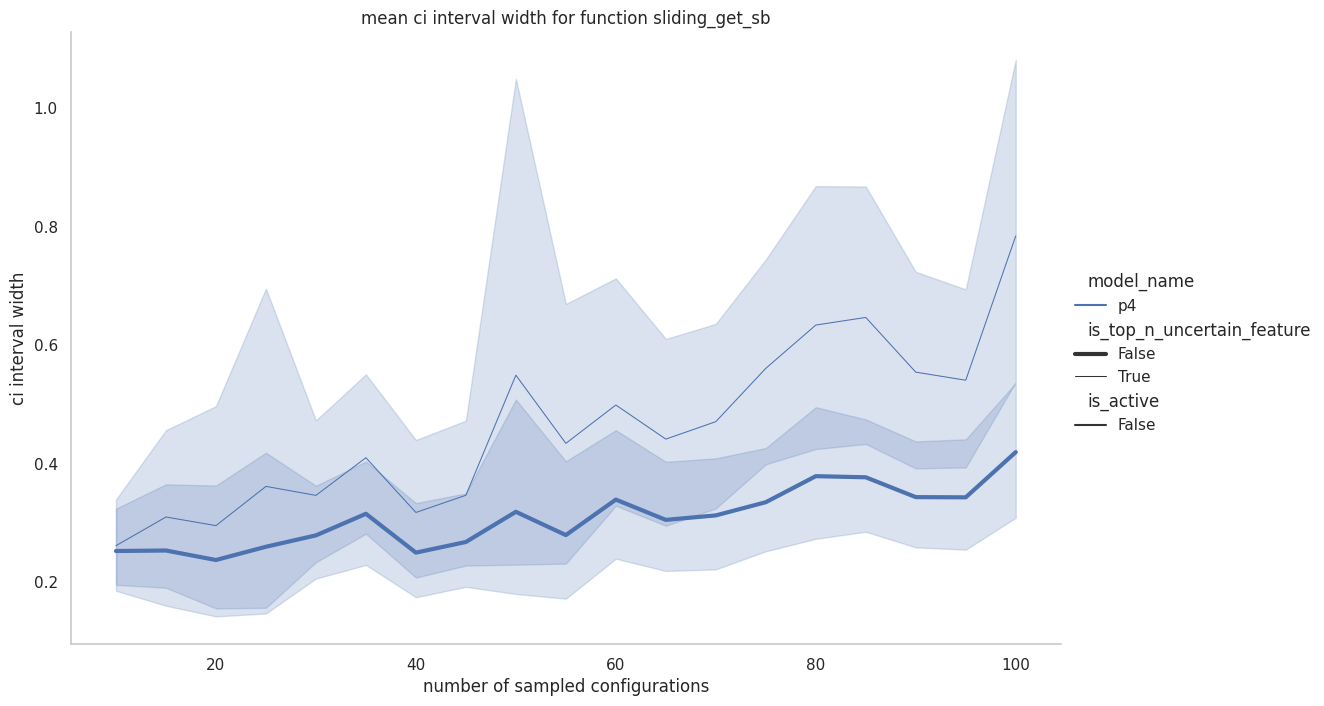 mean ci interval width for function sliding_get_sb
1.0
0.8
0.6
0.4
0.2
ci interval width
20 40 60 80 100
number of sampled configurations
model_name
p4
is_top_n_uncertain_feature
False
True
is_active
False